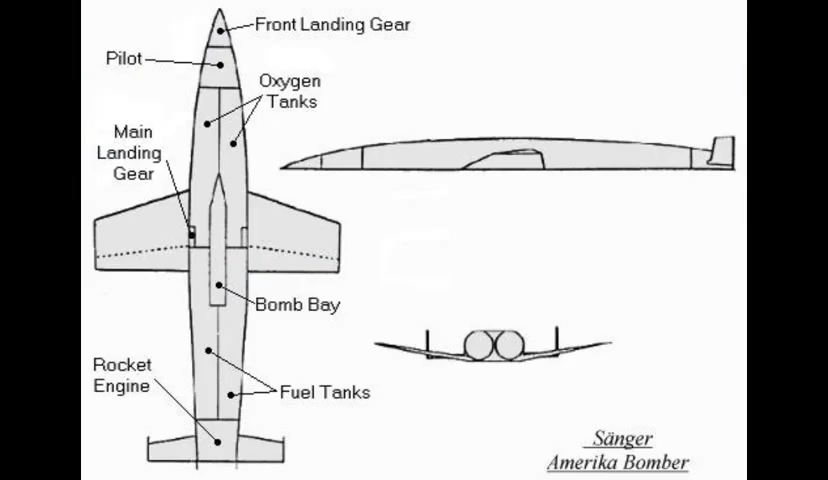 Front Landing Gear
Pilot
Oxygen
Tanks
Main
Landing
Gear
Bomb Bay
Rocket
Engine
Fuel Tanks
Sänger
Amerika Bomber